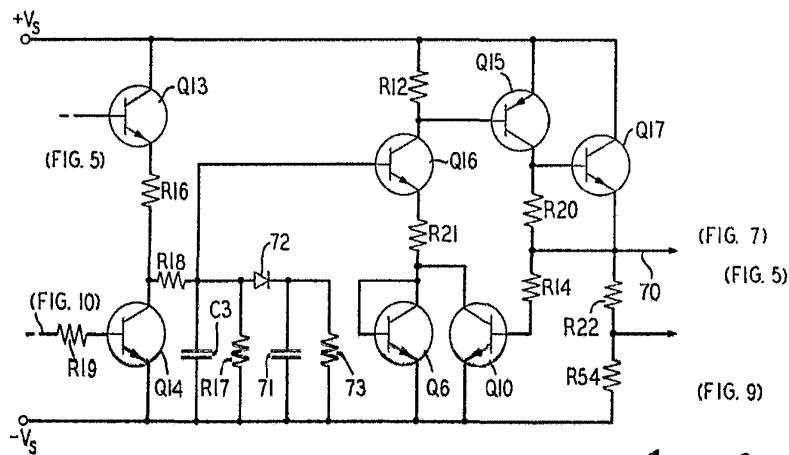 +Vs
Q13
R12
Q15
Q17
(FIG. 5)
Q16
R16
R20
R21
(FIG. 7)
72
R18
70
(FIG. 5)
(FIG. 10)
C3
R14
R22
R19
Q14
R17
71
73
Q6
Q10
R54
(FIG. 9)
-Vs